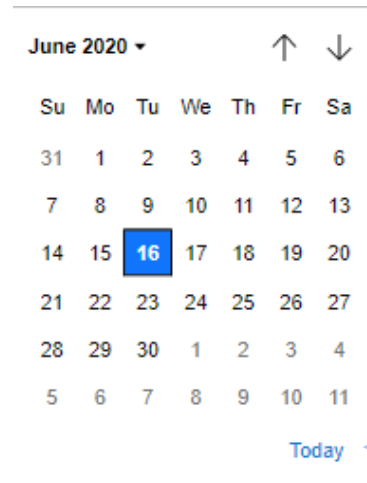 June 2020
Su Mo Tu We Th Fr Sa
31 1 2 3 4 5 6
7 8 9 10 11 12 13
14 15 16 17 18 19 20
21 22 23 24 25 26 27
28 29 30 1 2 3 4
5 6 7 8 9 10 11
Today